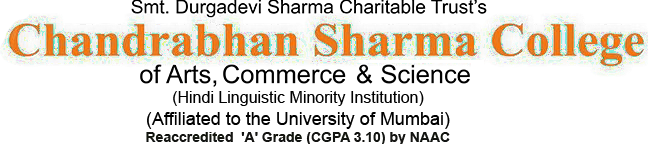 Smt. Durgadevi Sharma Charitable Trust's
Chandrabhan Sharma College
of Arts, Commerce & Science
(Hindi Linguistic Minority Institution)
(Affiliated to the University of Mumbai)
Reaccredited 'A' Grade (CGPA 3.10) by NAAC